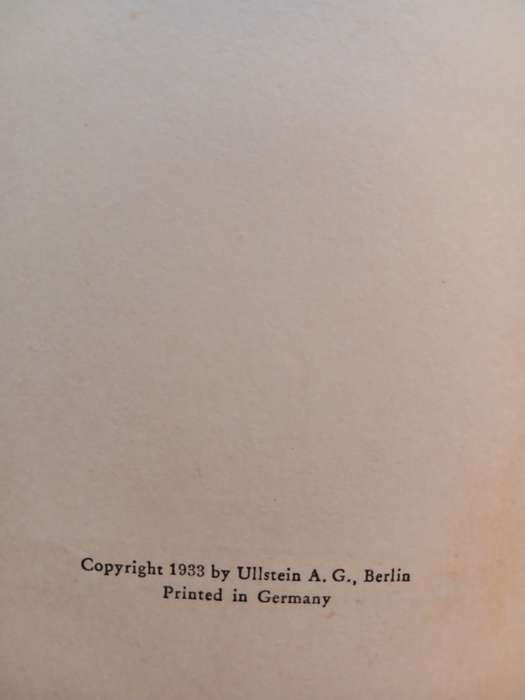 Copyright 1933 by Ullstein A. G., Berlin
Printed in Germany